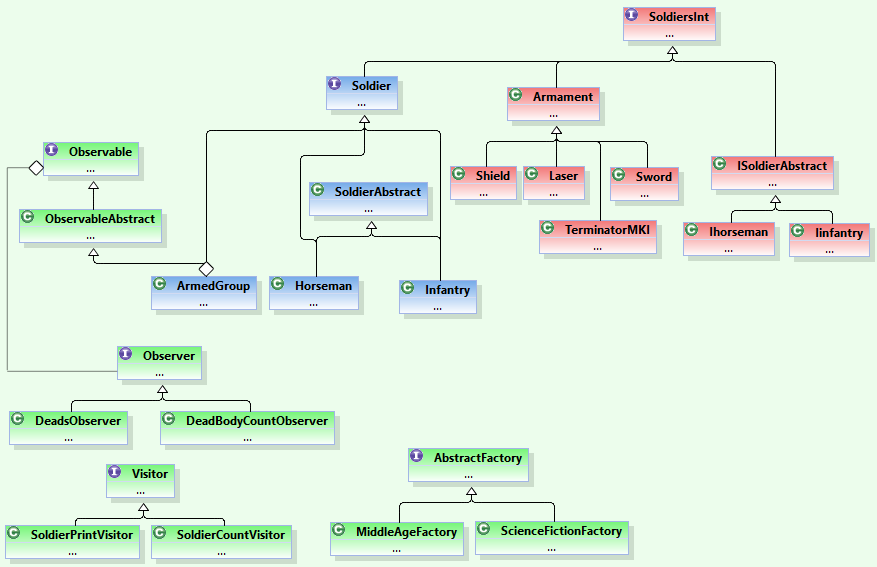 I SoldiersInt
...
I Soldier
...
C Armament
...
I Observable
...
C Shield
...
C Laser
...
C Sword
...
C ISoldierAbstract
...
C SoldierAbstract
...
C ObservableAbstract
...
C TerminatorMKI
...
C Ihorseman
...
C Iinfantry
...
C ArmedGroup
...
C Horseman
...
C Infantry
...
I Observer
...
C DeadsObserver
...
C DeadBodyCountObserver
...
I Visitor
...
I AbstractFactory
...
C SoldierPrintVisitor
...
C SoldierCountVisitor
...
C MiddleAgeFactory
...
C ScienceFictionFactory
...